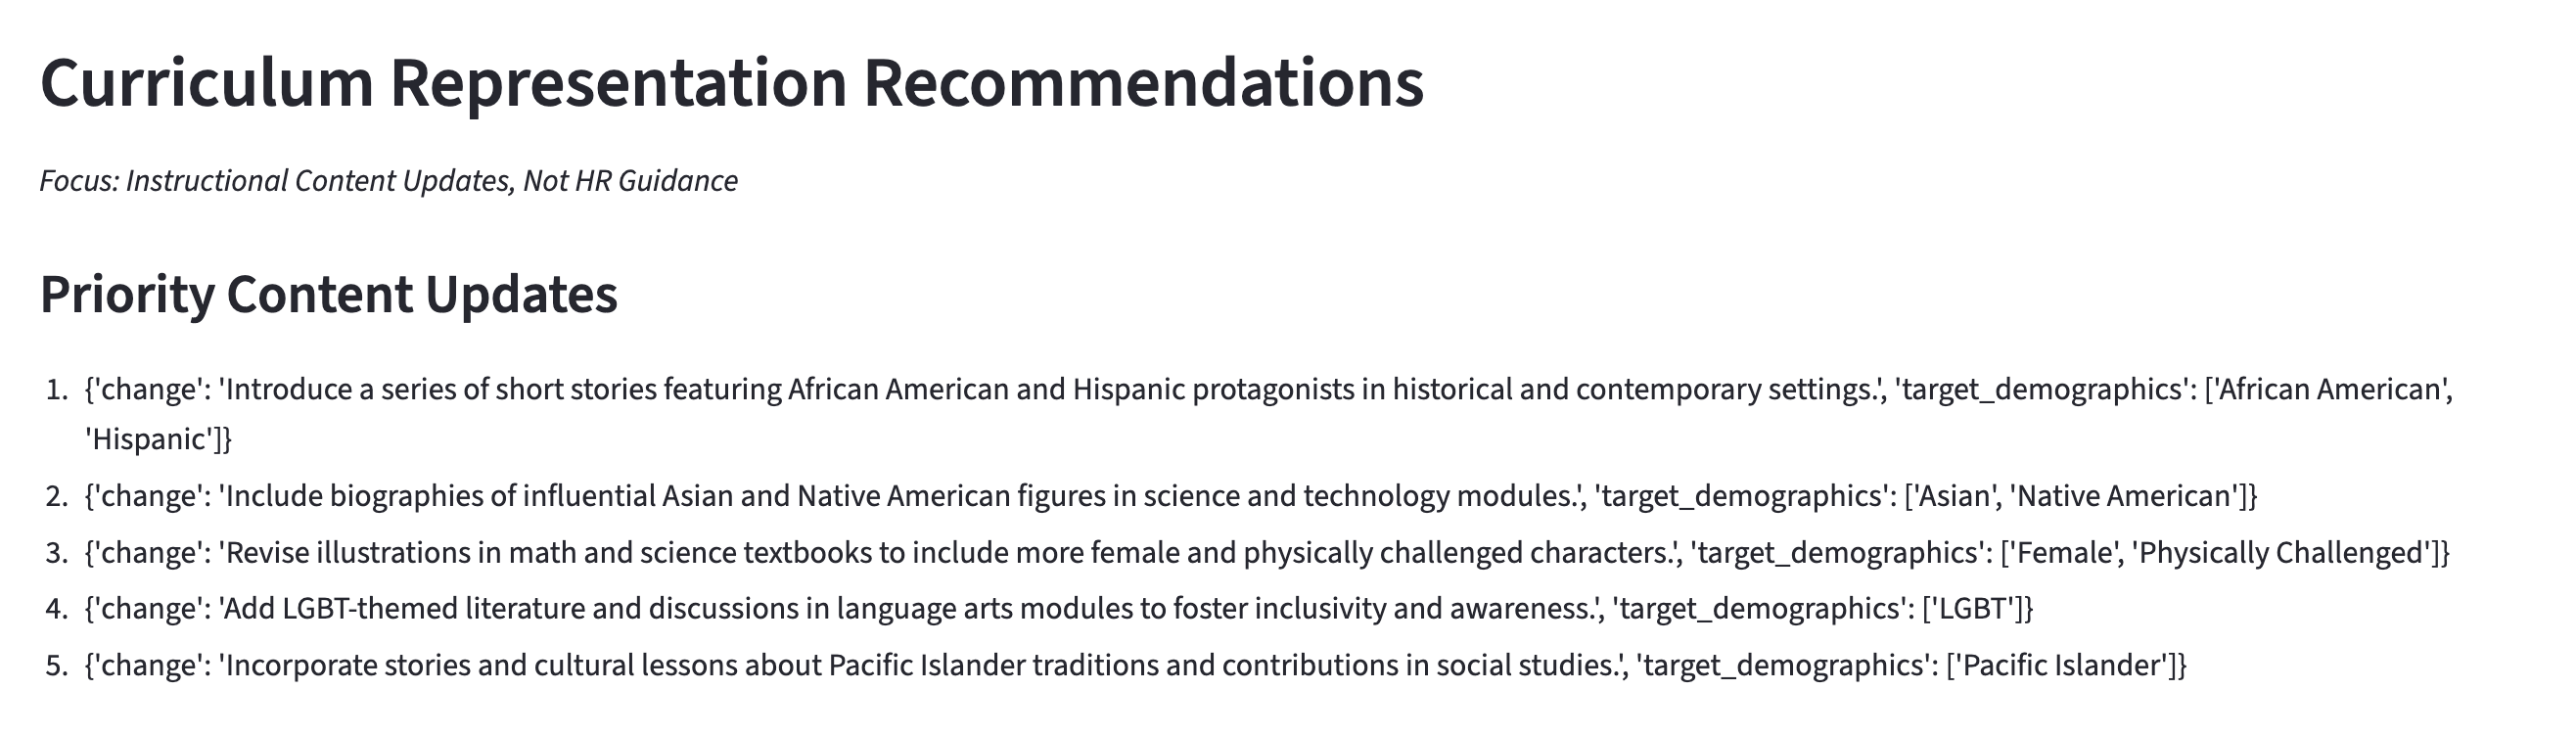 Curriculum Representation Recommendations
Focus: Instructional Content Updates, Not HR Guidance
Priority Content Updates
1. {'change': 'Introduce a series of short stories featuring African American and Hispanic protagonists in historical and contemporary settings.', 'target_demographics': ['African American',
'Hispanic']}
2. {'change': 'Include biographies of influential Asian and Native American figures in science and technology modules.', 'target_demographics': ['Asian', 'Native American']}
3. {'change': 'Revise illustrations in math and science textbooks to include more female and physically challenged characters.', 'target_demographics': ['Female', 'Physically Challenged']}
4. {'change': 'Add LGBT-themed literature and discussions in language arts modules to foster inclusivity and awareness.', 'target_demographics': ['LGBT']}
5. {'change': 'Incorporate stories and cultural lessons about Pacific Islander traditions and contributions in social studies.', 'target_demographics': ['Pacific Islander']}